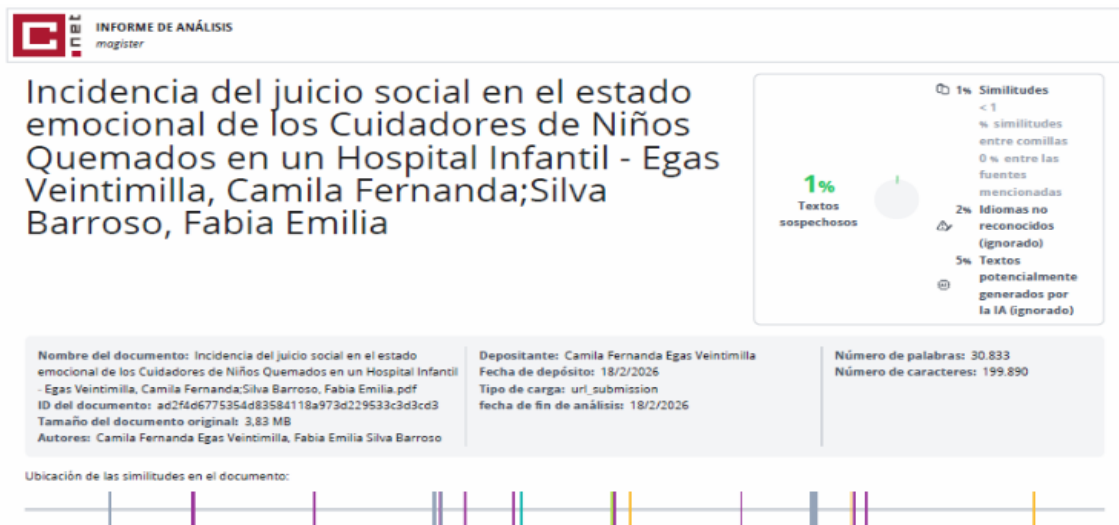 C .net
INFORME DE ANÁLISIS
magister
Incidencia del juicio social en el estado
emocional de los Cuidadores de Niños
Quemados en un Hospital Infantil - Egas
Veintimilla, Camila Fernanda;Silva
Barroso, Fabia Emilia
1%
Textos
sospechosos
1% Similitudes
< 1
% similitudes
entre comillas
0 % entre las
fuentes
mencionadas
2% Idiomas no
reconocidos
(ignorado)
5% Textos
potencialmente
generados por
la IA (ignorado)
Nombre del documento: Incidencia del juicio social en el estado
emocional de los Cuidadores de Niños Quemados en un Hospital Infantil
- Egas Veintimilla, Camila Fernanda;Silva Barroso, Fabia Emilia.pdf
ID del documento: ad2f4d6775354d83584118a973d229533c3d3cd3
Tamaño del documento original: 3,83 MB
Autores: Camila Fernanda Egas Veintimilla, Fabia Emilia Silva Barroso
Depositante: Camila Fernanda Egas Veintimilla
Fecha de depósito: 18/2/2026
Tipo de carga: url_submission
fecha de fin de análisis: 18/2/2026
Número de palabras: 30.833
Número de caracteres: 199.890
Ubicación de las similitudes en el documento: